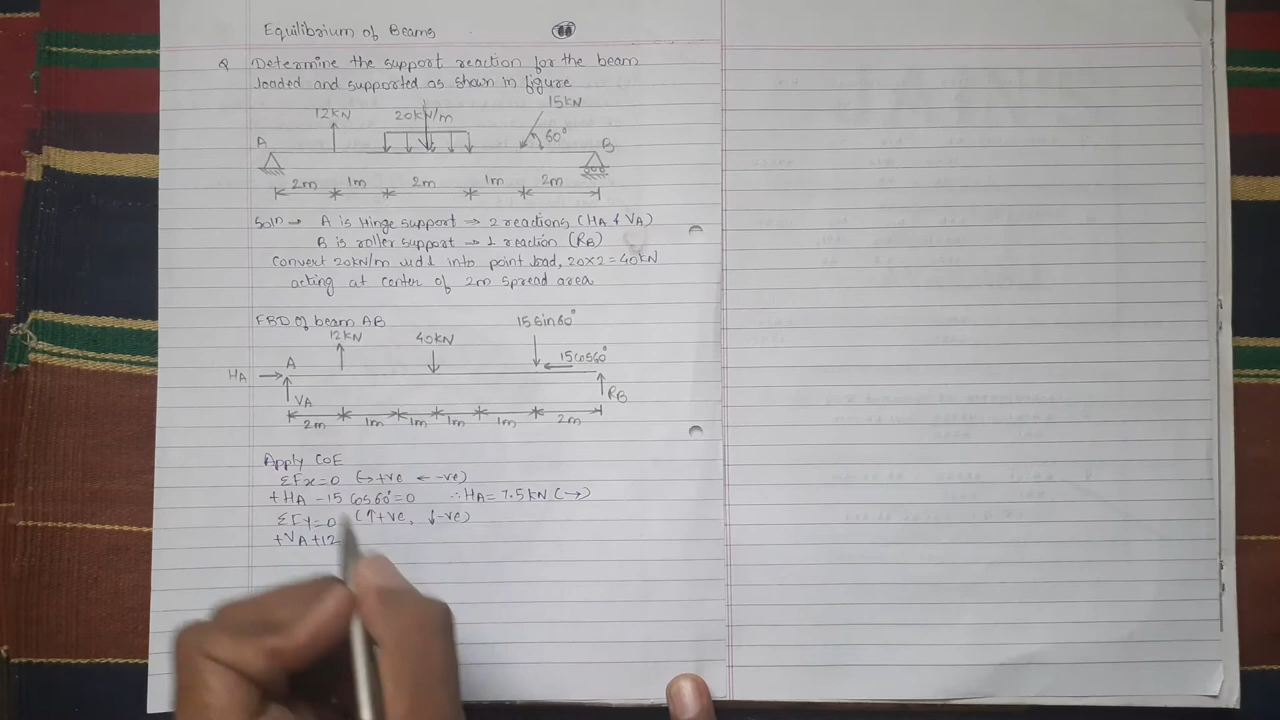 Equilibrium of Beams
Q Determine the support reaction for the beam
loaded and supported as shown in figure
12kN 20kN/m 15kN
A 60° B
2m 1m 2m 1m 2m
Soln → A is Hinge support → 2 reactions (HA & VA)
B is roller support → 1 reaction (RB)
Convert 20kN/m udl into point load, 20×2=40kN
acting at center of 2m spread area
FBD of beam AB 15sin60°
12kN 40kN
A 15cos60°
HA
VA RB
2m 1m 1m 1m 1m 2m
Apply CoE
ΣFx=0 (→+ve ←-ve)
+HA -15 cos60°=0 ∴HA=7.5kN (→)
ΣFy=0 (↑+ve, ↓-ve)
+VA+12